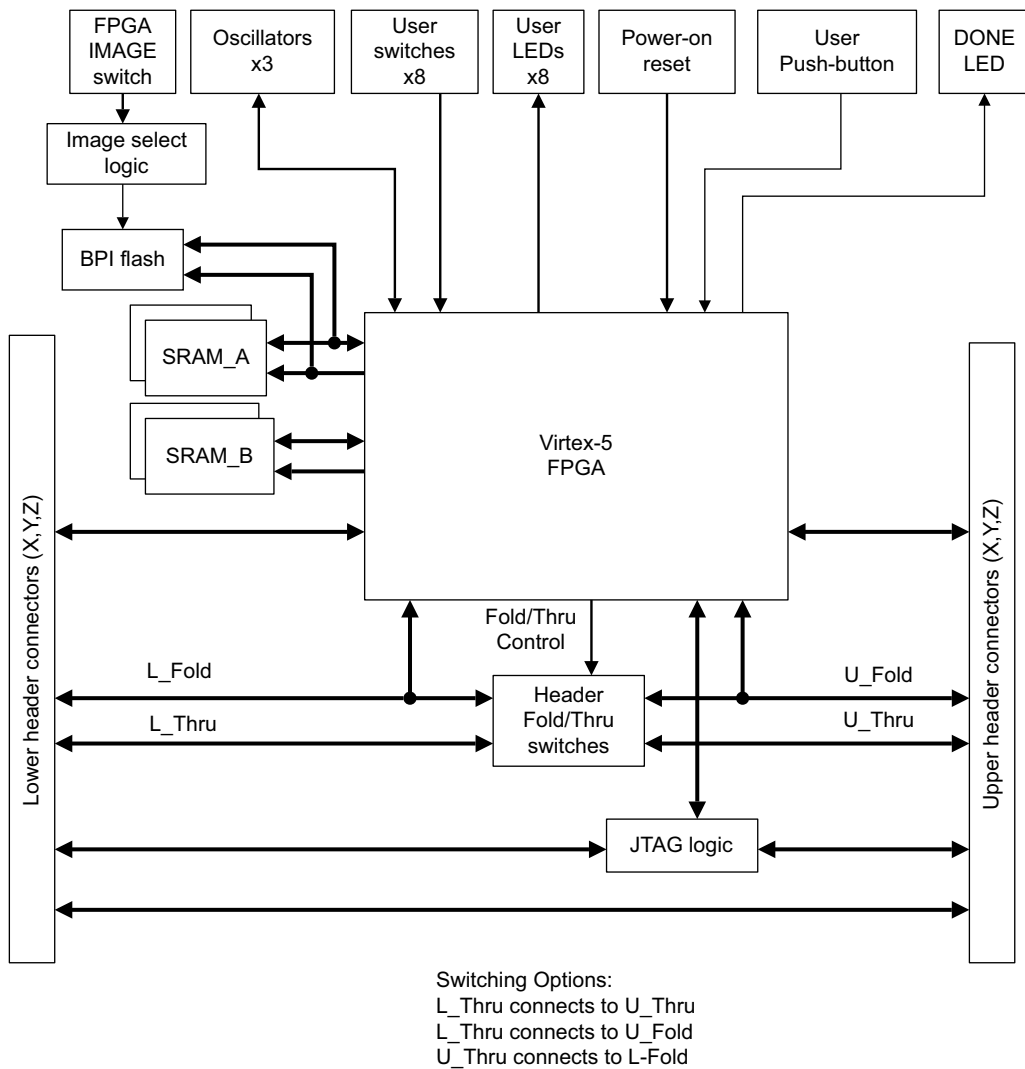 FPGA
IMAGE
switch
Oscillators
x3
User
switches
x8
User
LEDs
x8
Power-on
reset
User
Push-button
DONE
LED
Image select
logic
BPI flash
SRAM_A
SRAM_B
Virtex-5
FPGA
Lower header connectors (X,Y,Z)
Upper header connectors (X,Y,Z)
Fold/Thru
Control
L_Fold
L_Thru
Header
Fold/Thru
switches
U_Fold
U_Thru
JTAG logic
Switching Options:
L_Thru connects to U_Thru
L_Thru connects to U_Fold
U_Thru connects to L-Fold